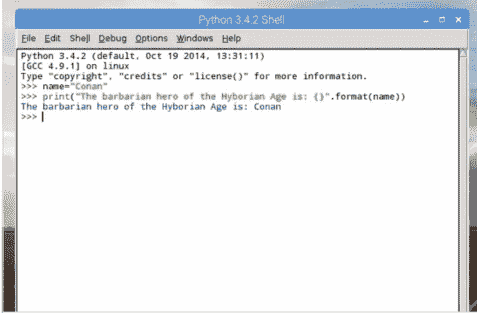 Python 3.4.2 Shell
File Edit Shell Debug Options Windows Help
Python 3.4.2 (default, Oct 19 2014, 13:31:11)
[GCC 4.9.1] on linux
Type "copyright", "credits" or "license()" for more information.
>>> name="Conan"
>>> print("The barbarian hero of the Hyborian Age is: {}".format(name))
The barbarian hero of the Hyborian Age is: Conan
>>>